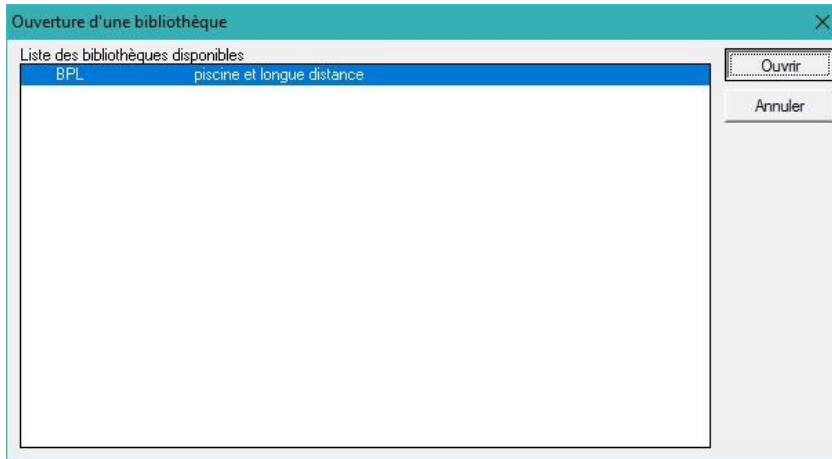 Ouverture d'une bibliothèque
Liste des bibliothèques disponibles
BPL piscine et longue distance
Ouvrir
Annuler